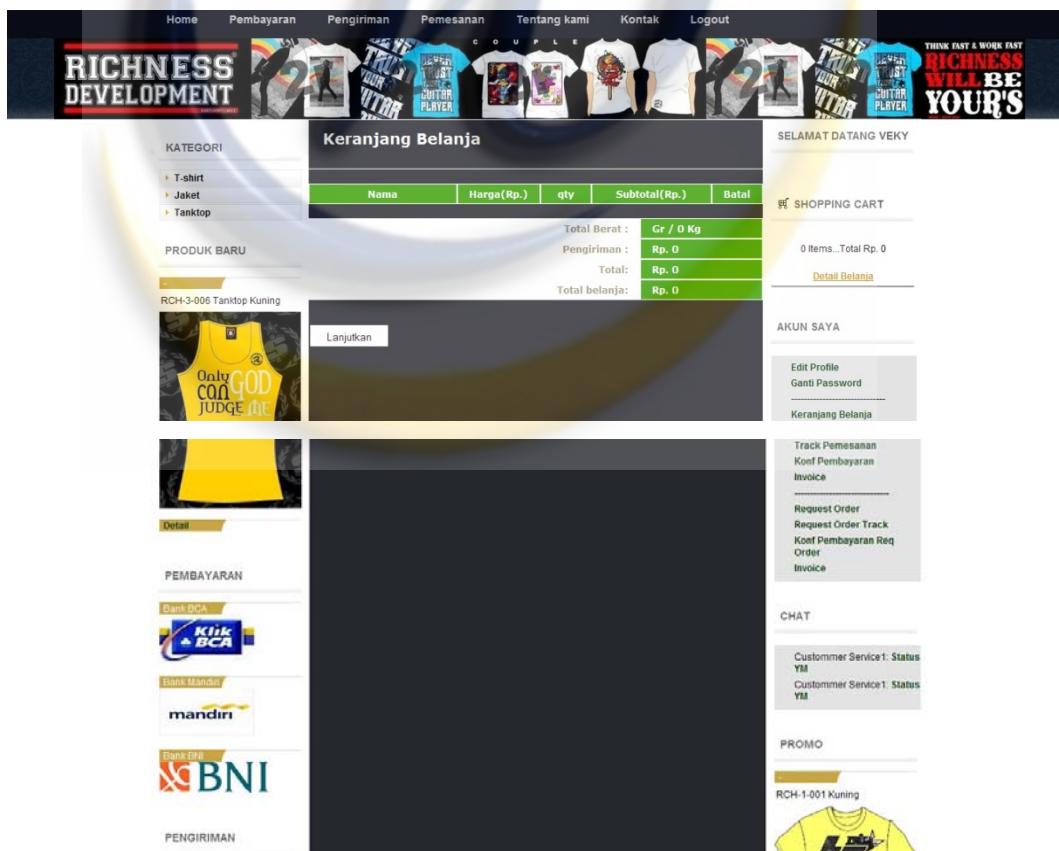 Home Pembayaran Pengiriman Pemesanan Tentang kami Kontak Logout
RICHNESS
DEVELOPMENT
COUPLE
NEVER
TRUST
YOUR
GUITAR
PLAYER
THINK FAST & WORK FAST
RICHNESS
WILL BE
YOUR'S
KATEGORI
T-shirt
Jaket
Tanktop
PRODUK BARU
RCH-3-006 Tanktop Kuning
Only
GOD
can
JUDGE ME
Detail
PEMBAYARAN
Bank BCA
Klik
BCA
Bank Mandiri
mandiri
Bank BNI
BNI
PENGIRIMAN
Keranjang Belanja
Nama Harga(Rp.) qty Subtotal(Rp.) Batal
Total Berat : Gr / 0 Kg
Pengiriman : Rp. 0
Total: Rp. 0
Total belanja: Rp. 0
Lanjutkan
SELAMAT DATANG VEKY
SHOPPING CART
0 Items...Total Rp. 0
Detail Belanja
AKUN SAYA
Edit Profile
Ganti Password
Keranjang Belanja
Track Pemesanan
Konf Pembayaran
Invoice
Request Order
Request Order Track
Konf Pembayaran Req
Order
Invoice
CHAT
Custommer Service1: Status
YM
Custommer Service1: Status
YM
PROMO
RCH-1-001 Kuning